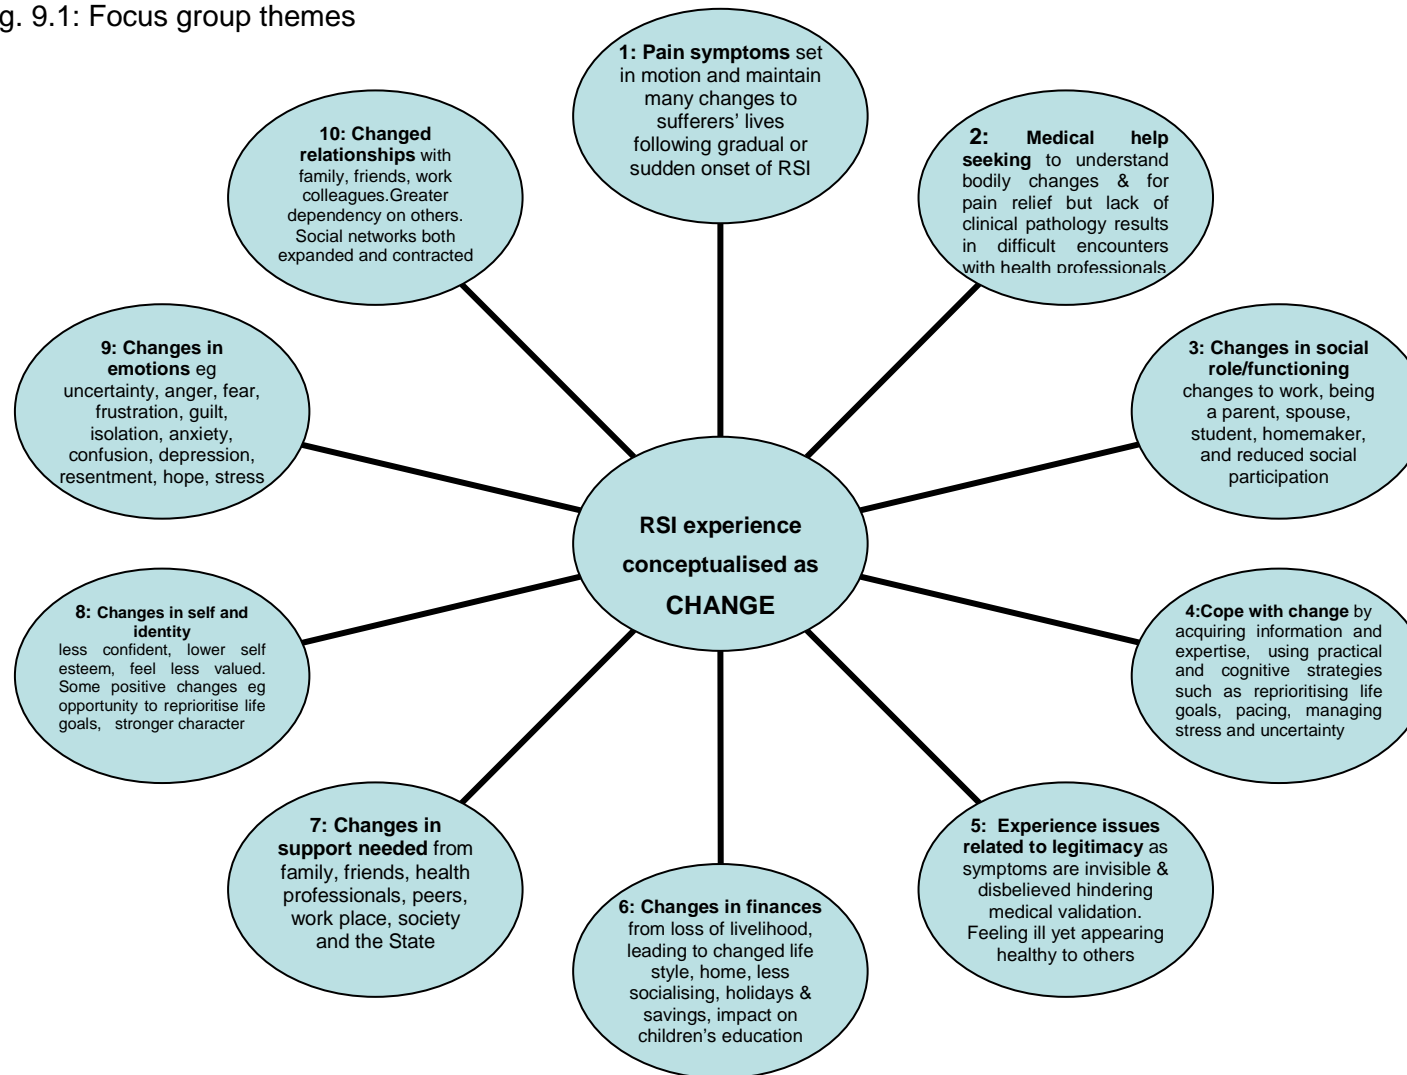 g. 9.1: Focus group themes
1: Pain symptoms set
in motion and maintain
many changes to
sufferers' lives
following gradual or
sudden onset of RSI
2: Medical help
seeking to understand
bodily changes & for
pain relief but lack of
clinical pathology results
in difficult encounters
with health professionals
3: Changes in social
role/functioning
changes to work, being
a parent, spouse,
student, homemaker,
and reduced social
participation
4:Cope with change by
acquiring information and
expertise, using practical
and cognitive strategies
such as reprioritising life
goals, pacing, managing
stress and uncertainty
5: Experience issues
related to legitimacy as
symptoms are invisible &
disbelieved hindering
medical validation.
Feeling ill yet appearing
healthy to others
6: Changes in finances
from loss of livelihood,
leading to changed life
style, home, less
socialising, holidays &
savings, impact on
children's education
7: Changes in
support needed from
family, friends, health
professionals, peers,
work place, society
and the State
8: Changes in self and
identity
less confident, lower self
esteem, feel less valued.
Some positive changes eg
opportunity to reprioritise life
goals, stronger character
9: Changes in
emotions eg
uncertainty, anger, fear,
frustration, guilt,
isolation, anxiety,
confusion, depression,
resentment, hope, stress
10: Changed
relationships with
family, friends, work
colleagues.Greater
dependency on others.
Social networks both
expanded and contracted
RSI experience
conceptualised as
CHANGE